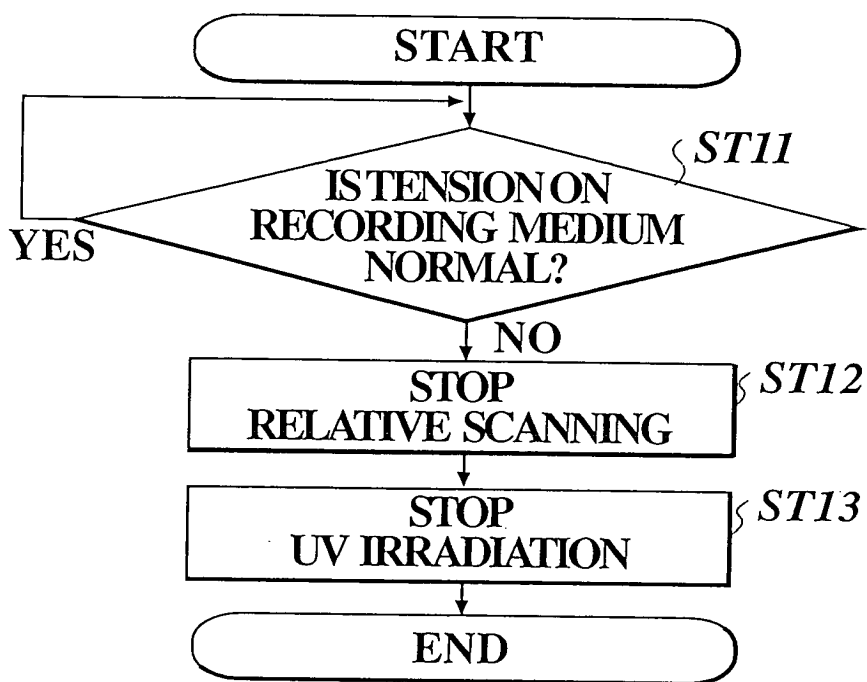 START
ST11
IS TENSION ON
RECORDING MEDIUM
NORMAL?
YES
NO
STOP
RELATIVE SCANNING
ST12
STOP
UV IRRADIATION
ST13
END